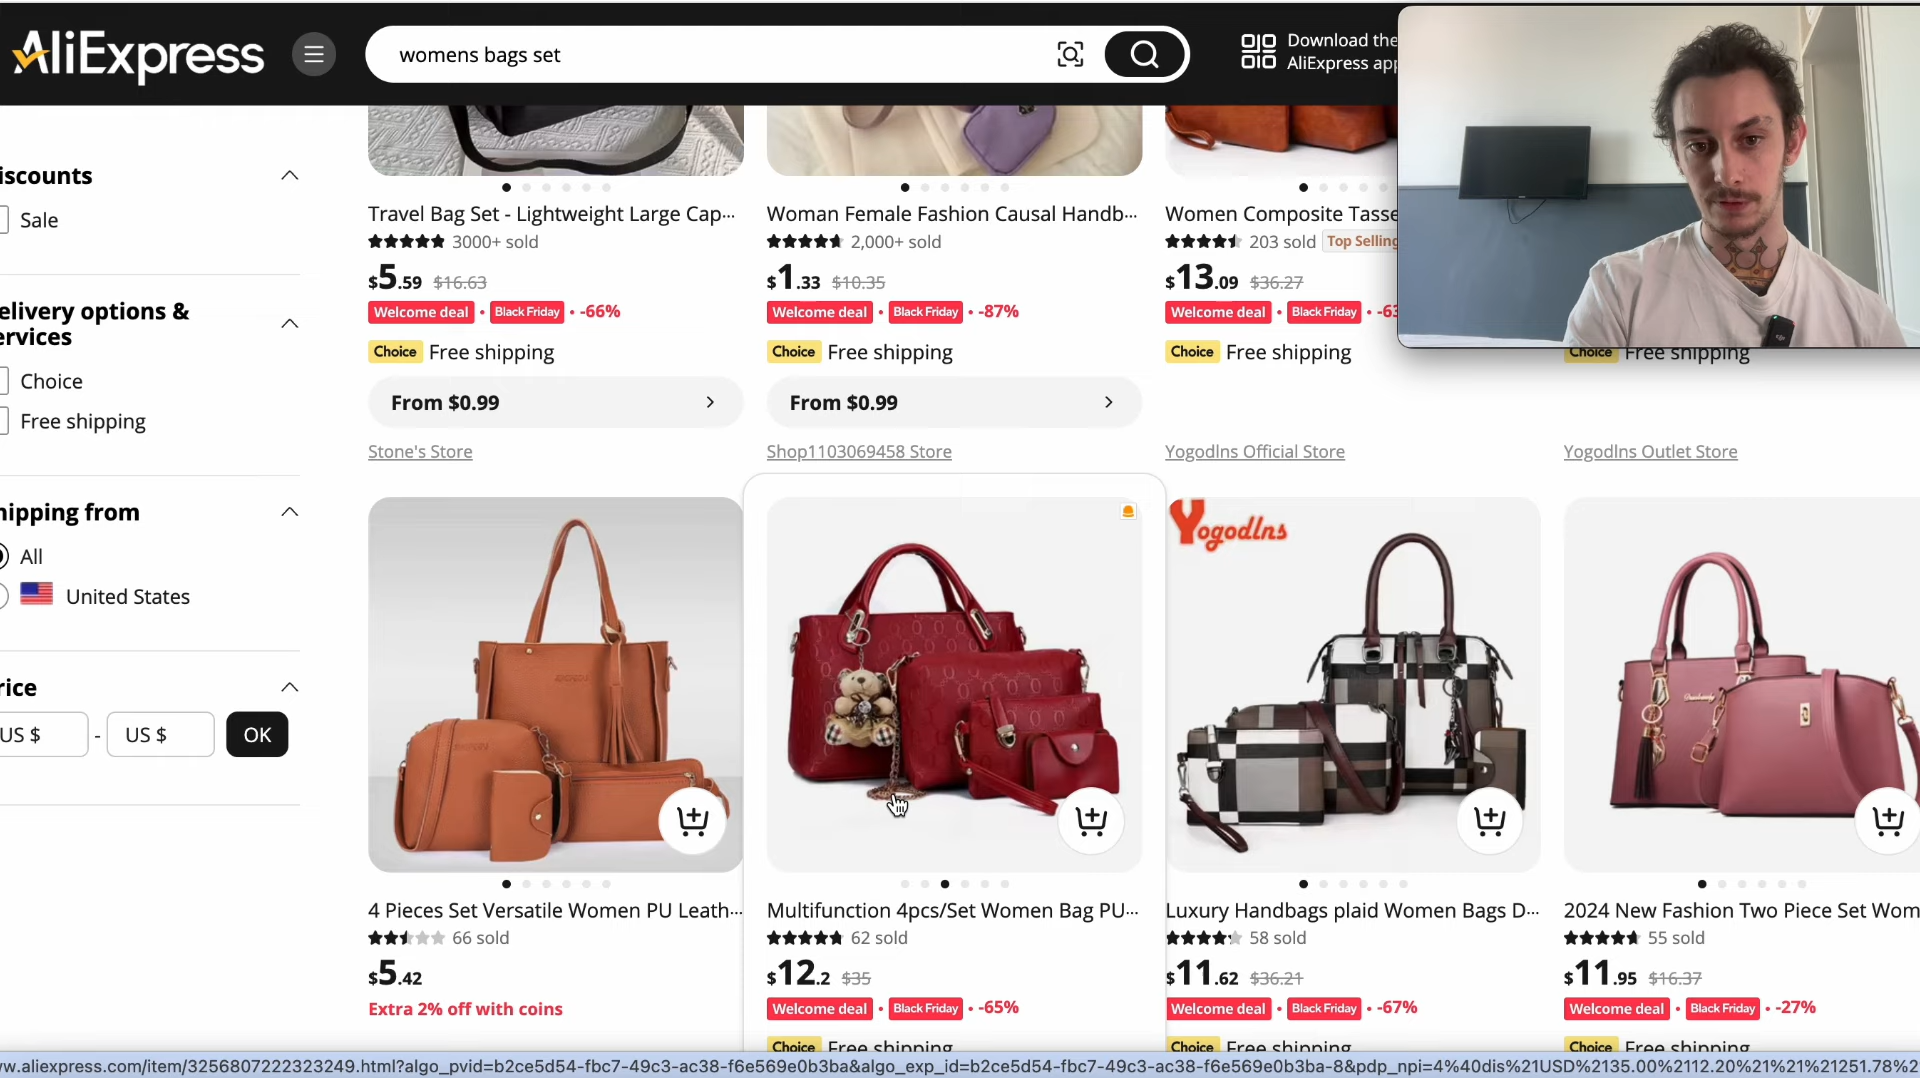 AliExpress
womens bags set
Download the
AliExpress app
iscounts
Sale
elivery options &
ervices
Choice
Free shipping
hipping from
All
United States
rice
US $ - US $ OK
Travel Bag Set - Lightweight Large Cap...
3000+ sold
$5.59 $16.63
Welcome deal • Black Friday • -66%
Choice Free shipping
From $0.99
Stone's Store
Woman Female Fashion Causal Handb...
2,000+ sold
$1.33 $10.35
Welcome deal • Black Friday • -87%
Choice Free shipping
From $0.99
Shop1103069458 Store
Women Composite Tasse
203 sold Top Selling
$13.09 $36.27
Welcome deal • Black Friday • -63
Choice Free shipping
Yogodlns Official Store
Choice Free shipping
Yogodlns Outlet Store
4 Pieces Set Versatile Women PU Leath...
66 sold
$5.42
Extra 2% off with coins
Multifunction 4pcs/Set Women Bag PU...
62 sold
$12.2 $35
Welcome deal • Black Friday • -65%
Choice Free shipping
Yogodlns
Luxury Handbags plaid Women Bags D...
58 sold
$11.62 $36.21
Welcome deal • Black Friday • -67%
Choice Free shipping
2024 New Fashion Two Piece Set Wom
55 sold
$11.95 $16.37
Welcome deal • Black Friday • -27%
Choice Free shipping
w.aliexpress.com/item/3256807222323249.html?algo_pvid=b2ce5d54-fbc7-49c3-ac38-f6e569e0b3ba&algo_exp_id=b2ce5d54-fbc7-49c3-ac38-f6e569e0b3ba-8&pdp_npi=4%40dis%21USD%2135.00%2112.20%21%21%21251.78%2